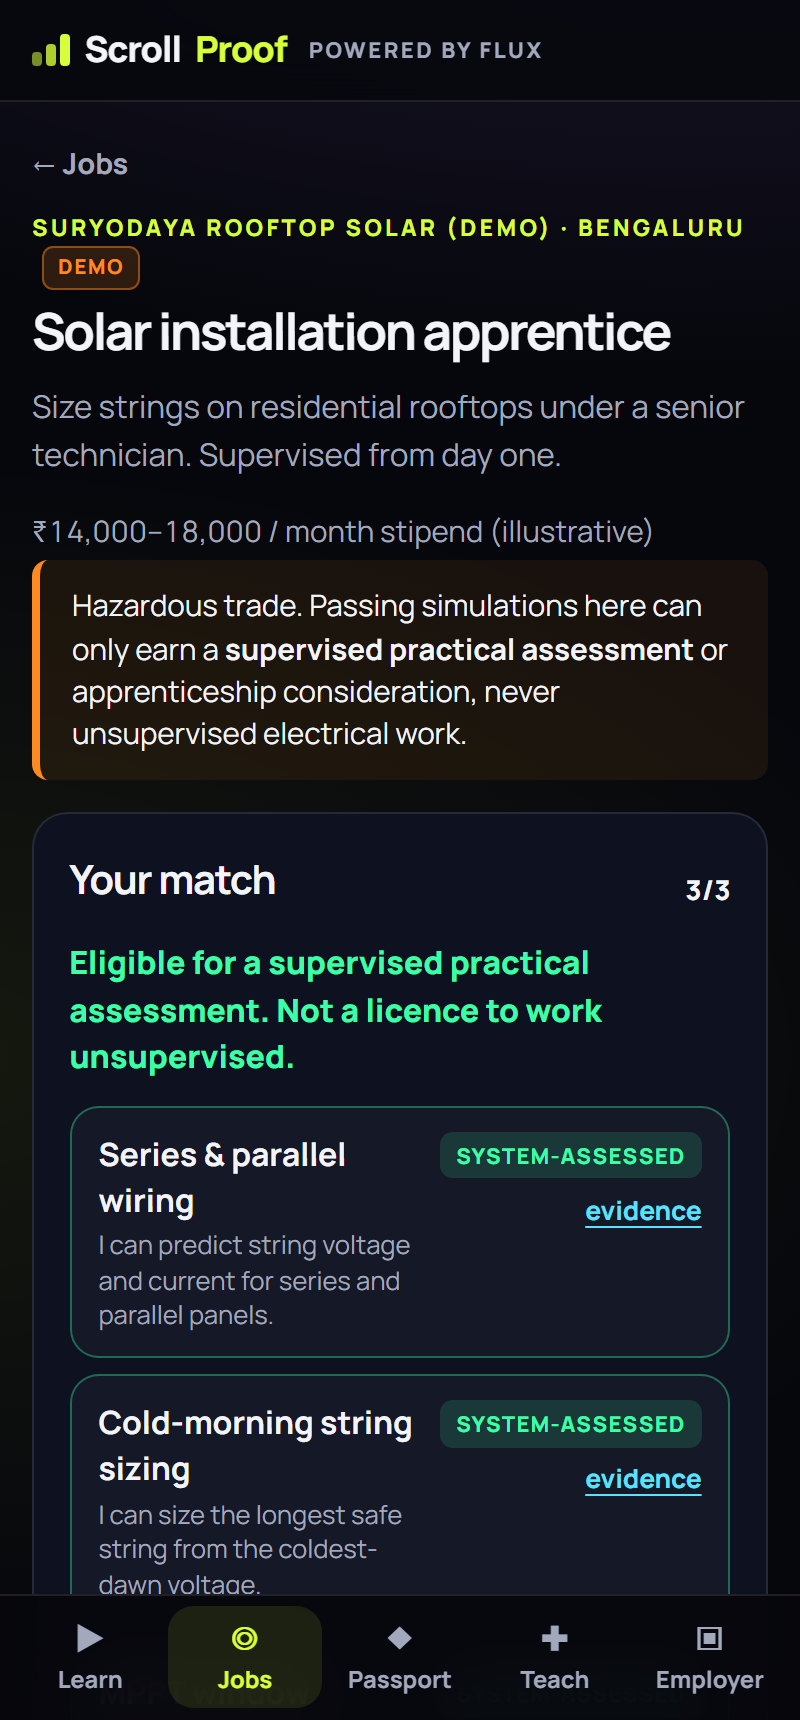 Scroll Proof POWERED BY FLUX
← Jobs
SURYODAYA ROOFTOP SOLAR (DEMO) · BENGALURU
DEMO
Solar installation apprentice
Size strings on residential rooftops under a senior
technician. Supervised from day one.
₹14,000–18,000 / month stipend (illustrative)
Hazardous trade. Passing simulations here can
only earn a supervised practical assessment or
apprenticeship consideration, never
unsupervised electrical work.
Your match
3/3
Eligible for a supervised practical
assessment. Not a licence to work
unsupervised.
Series & parallel
wiring
SYSTEM-ASSESSED
evidence
I can predict string voltage
and current for series and
parallel panels.
Cold-morning string
sizing
SYSTEM-ASSESSED
evidence
I can size the longest safe
string from the coldest-
dawn voltage.
Learn
Jobs
Passport
Teach
Employer